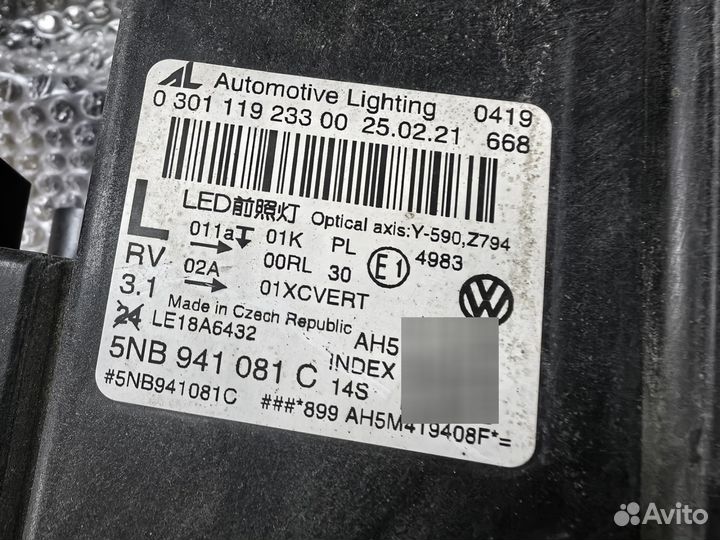 AL Automotive Lighting 0419
0 301 119 233 00 25.02.21 668
L LED前照灯 Optical axis:Y-590,Z794
011a 01K PL E1 4983
RV 02A 00RL 30
3.1 01XCVERT
Made in Czech Republic AH5
24 LE18A6432 INDEX
5NB 941 081 C 14S
#5NB941081C ###*899 AH5M419408F*=
Avito